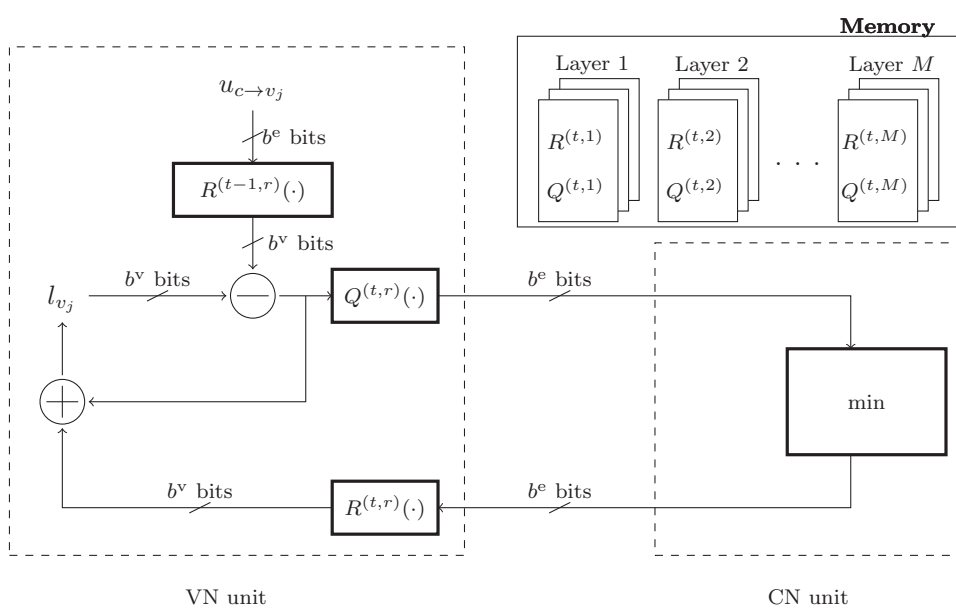 Memory
Layer 1 Layer 2 Layer M
R^{(t,1)} R^{(t,2)} . . . R^{(t,M)}
Q^{(t,1)} Q^{(t,2)} Q^{(t,M)}
u_{c→v_j}
b^e bits
R^{(t−1,r)}(·)
b^v bits
l_{v_j}
b^v bits
−
Q^{(t,r)}(·)
b^e bits
+
min
b^v bits
R^{(t,r)}(·)
b^e bits
VN unit
CN unit